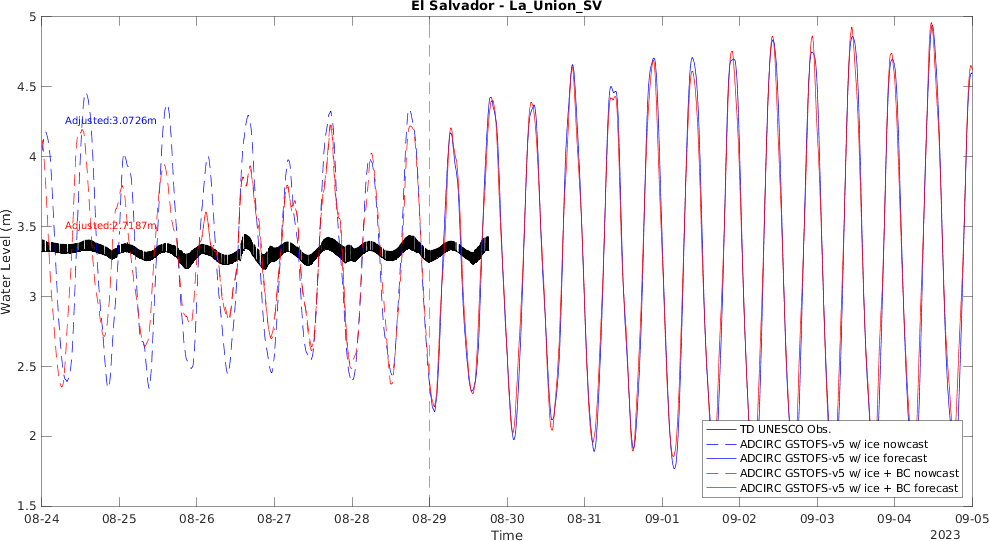 El Salvador - La_Union_SV
5
4.5
4
3.5
3
2.5
2
1.5
Water Level (m)
Adjusted:3.0726m
Adjusted:2.7187m
TD UNESCO Obs.
ADCIRC GSTOFS-v5 w/ ice nowcast
ADCIRC GSTOFS-v5 w/ ice forecast
ADCIRC GSTOFS-v5 w/ ice + BC nowcast
ADCIRC GSTOFS-v5 w/ ice + BC forecast
08-24 08-25 08-26 08-27 08-28 08-29 08-30 08-31 09-01 09-02 09-03 09-04 09-05
Time
2023